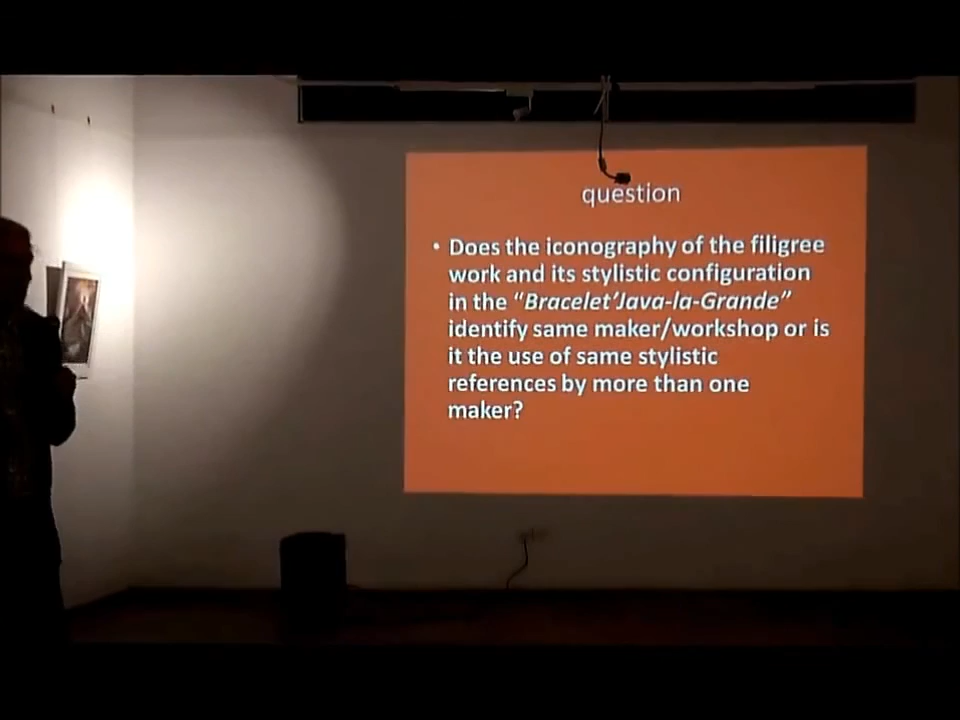 question
• Does the iconography of the filigree
work and its stylistic configuration
in the “Bracelet’Java-la-Grande”
identify same maker/workshop or is
it the use of same stylistic
references by more than one
maker?